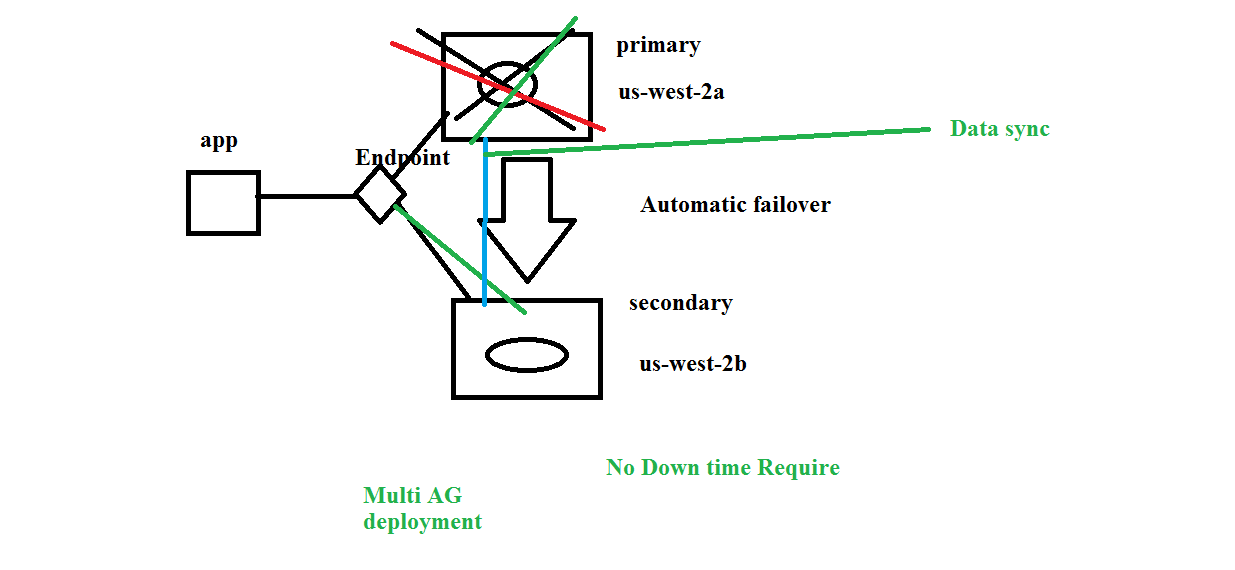 primary
us-west-2a
Data sync
app
Endpoint
Automatic failover
secondary
us-west-2b
No Down time Require
Multi AG
deployment